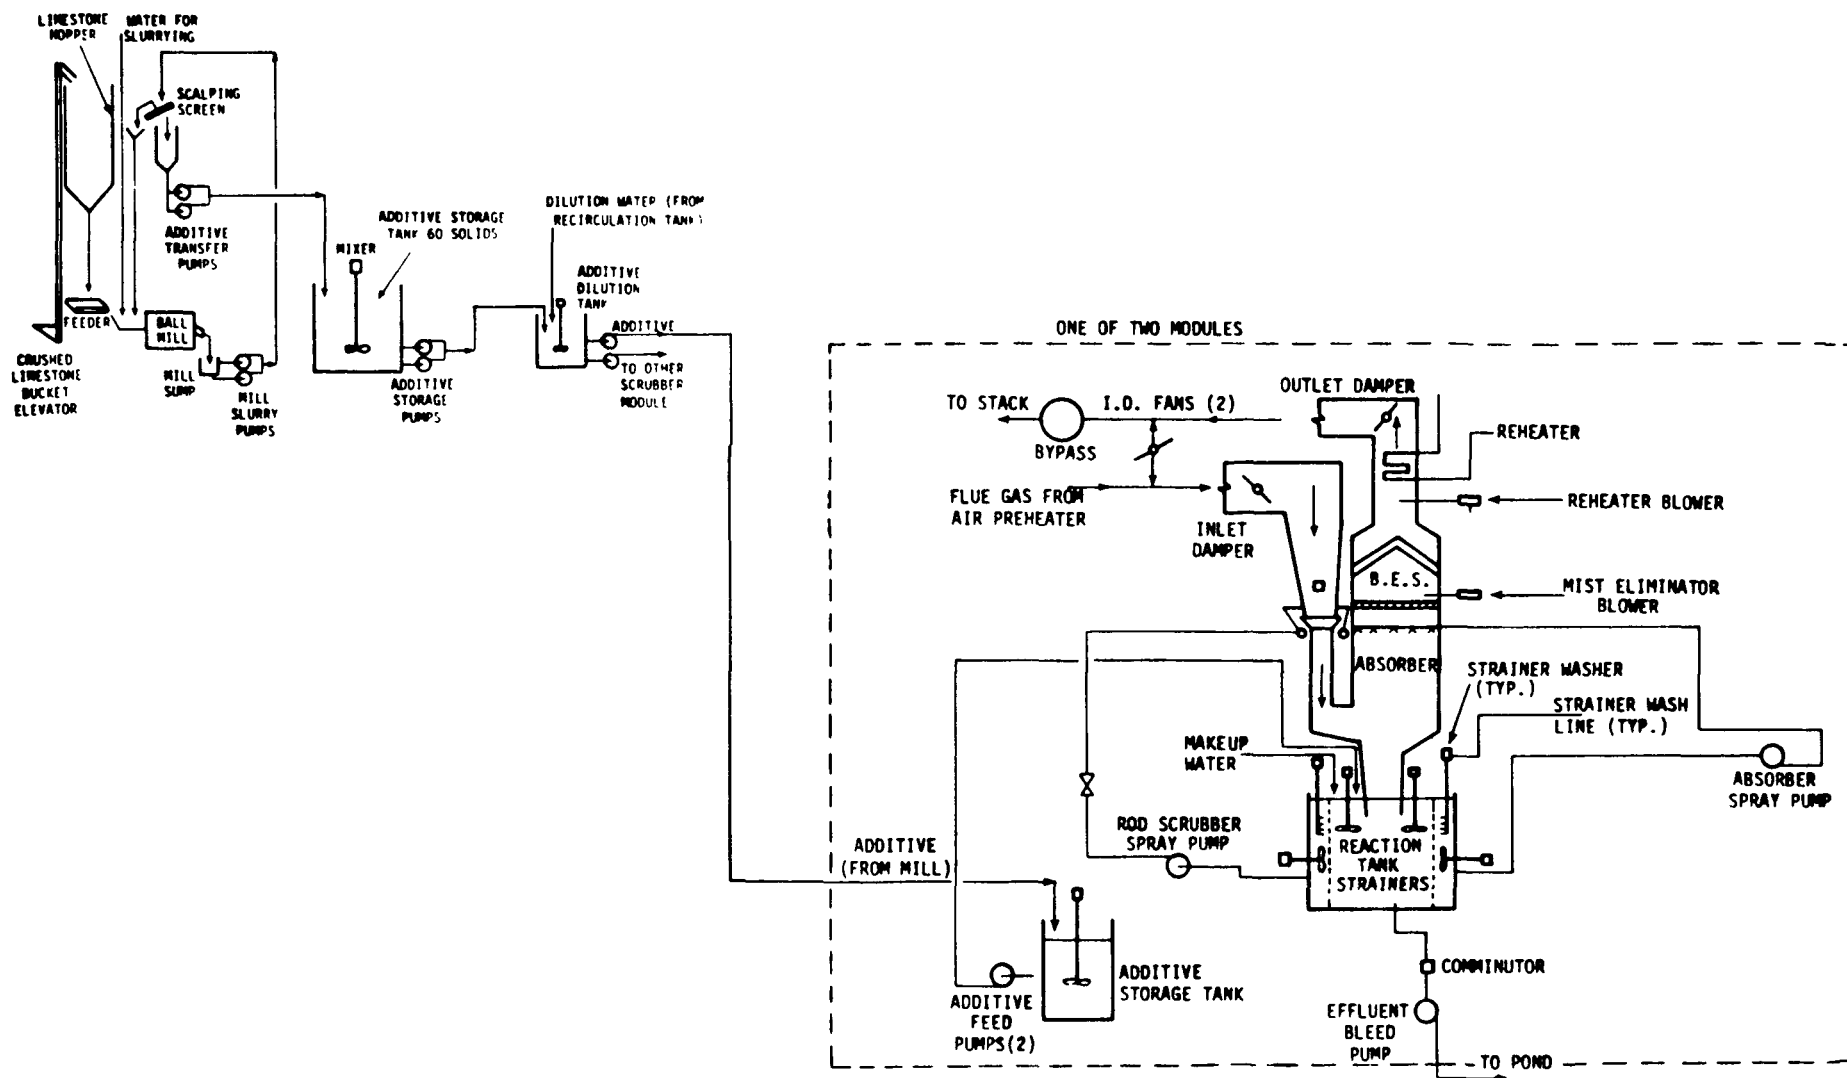 LIMESTONE
HOPPER
WATER FOR
SLURRYING
SCALPING
SCREEN
ADDITIVE
TRANSFER
PUMPS
FEEDER
BALL
MILL
CRUSHED
LIMESTONE
BUCKET
ELEVATOR
MILL
SUMP
MILL
SLURRY
PUMPS
MIXER
ADDITIVE STORAGE
TANK 60 SOLIDS
ADDITIVE
STORAGE
PUMPS
DILUTION WATER (FROM
RECIRCULATION TANK)
ADDITIVE
DILUTION
TANK
ADDITIVE
TO OTHER
SCRUBBER
MODULE
ONE OF TWO MODULES
OUTLET DAMPER
TO STACK
I.D. FANS (2)
BYPASS
REHEATER
FLUE GAS FROM
AIR PREHEATER
INLET
DAMPER
REHEATER BLOWER
B.E.S.
MIST ELIMINATOR
BLOWER
ABSORBER
STRAINER WASHER
(TYP.)
STRAINER WASH
LINE (TYP.)
MAKEUP
WATER
ABSORBER
SPRAY PUMP
ROD SCRUBBER
SPRAY PUMP
REACTION
TANK
STRAINERS
ADDITIVE
(FROM MILL)
ADDITIVE
STORAGE TANK
ADDITIVE
FEED
PUMPS(2)
COMMINUTOR
EFFLUENT
BLEED
PUMP
TO POND